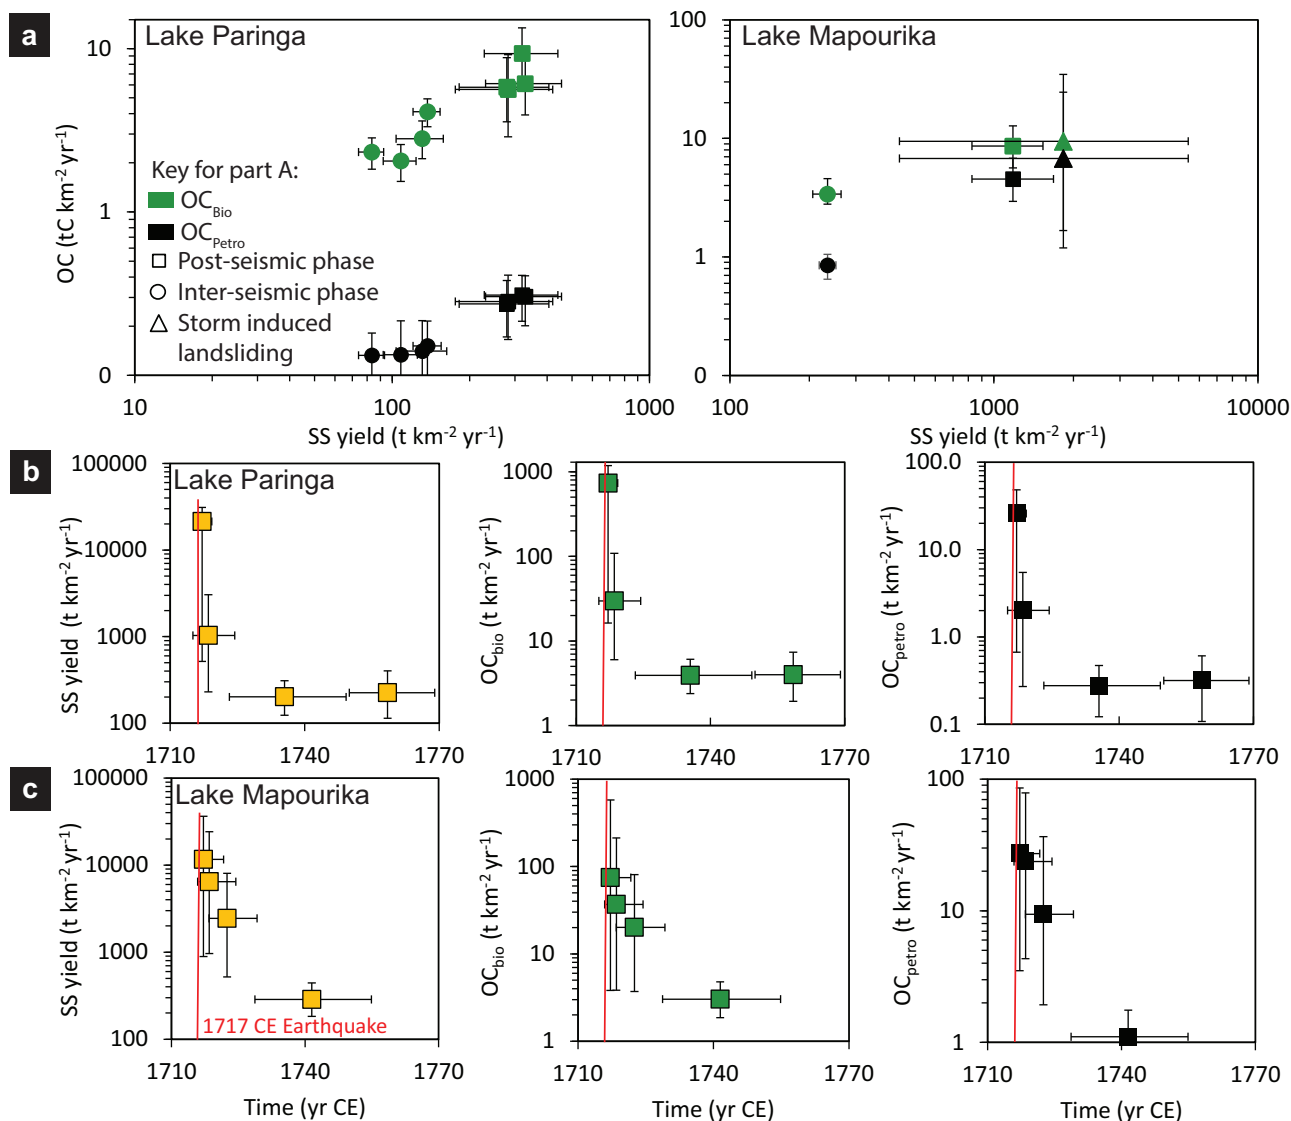 a
Lake Paringa
Lake Mapourika
OC (tC km⁻² yr⁻¹)
10
1
0
Key for part A:
OC_Bio
OC_Petro
Post-seismic phase
Inter-seismic phase
Storm induced
landsliding
10 100 1000
SS yield (t km⁻² yr⁻¹)
100
10
1
0
100 1000 10000
SS yield (t km⁻² yr⁻¹)
b
Lake Paringa
SS yield (t km⁻² yr⁻¹)
100000
10000
1000
100
1710 1740 1770
OC_bio (t km⁻² yr⁻¹)
1000
100
10
1
1710 1740 1770
OC_petro (t km⁻² yr⁻¹)
100.0
10.0
1.0
0.1
1710 1740 1770
c
Lake Mapourika
SS yield (t km⁻² yr⁻¹)
100000
10000
1000
100
1717 CE Earthquake
1710 1740 1770
Time (yr CE)
OC_bio (t km⁻² yr⁻¹)
1000
100
10
1
1710 1740 1770
Time (yr CE)
OC_petro (t km⁻² yr⁻¹)
100
10
1
1710 1740 1770
Time (yr CE)